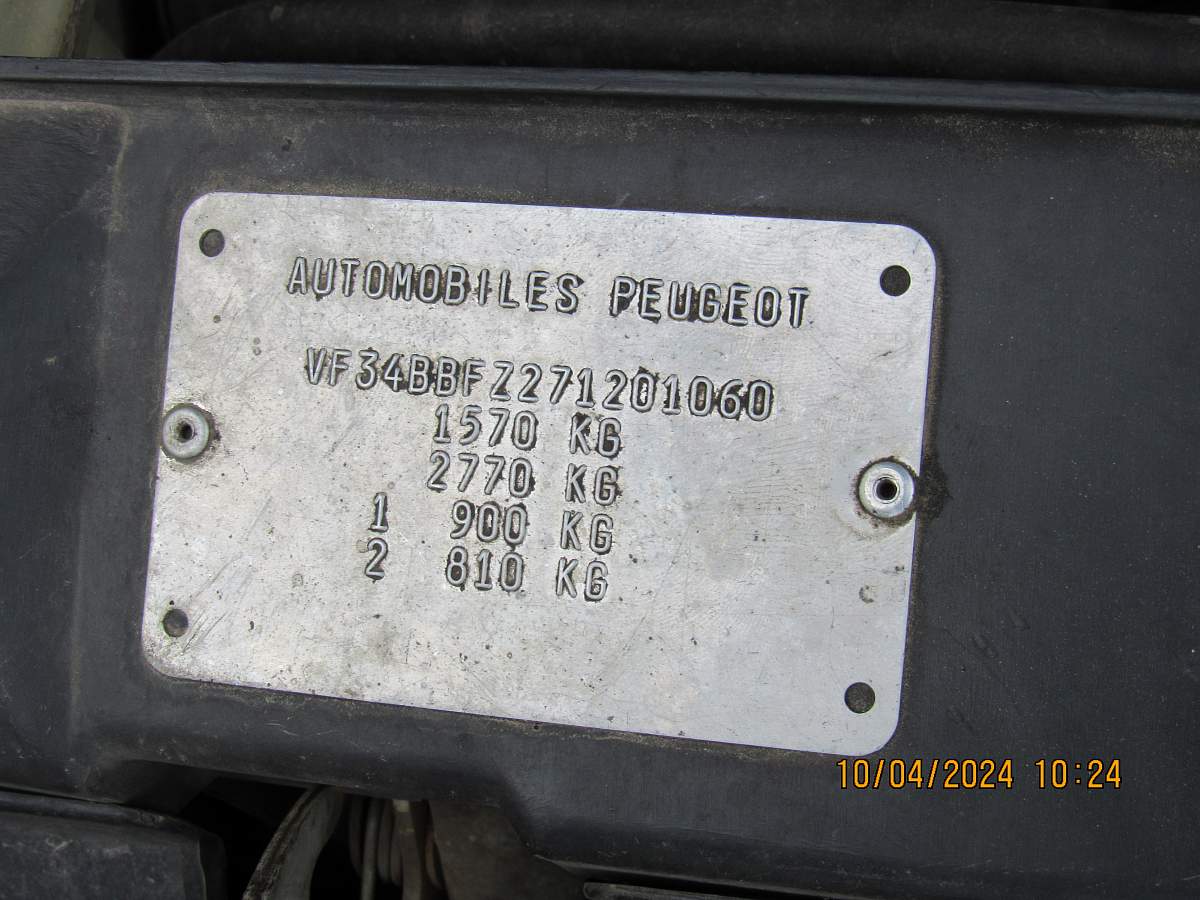 AUTOMOBILES PEUGEOT
VF34BBFZ271201060
1570 KG
2770 KG
1 900 KG
2 810 KG
10/04/2024 10:24